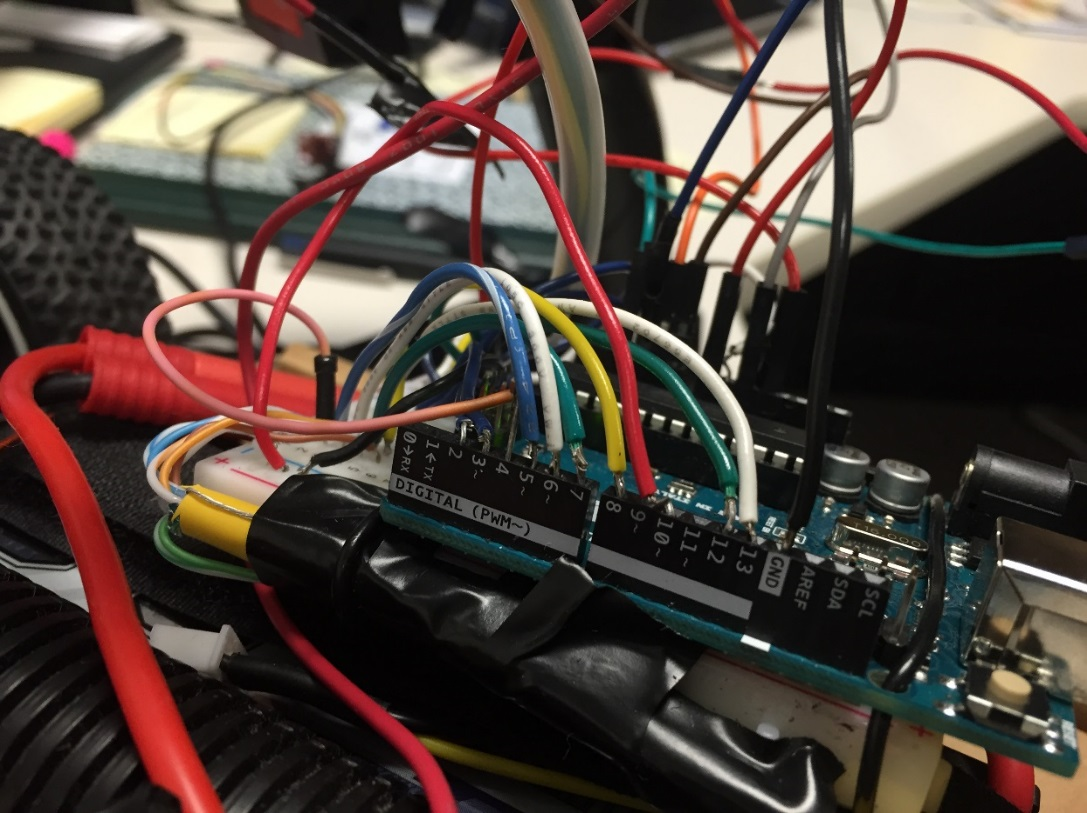 0→RX
1←TX
2
3~
4
5~
6~
7
8
9~
10~
11~
12
13
GND
AREF
SDA
SCL
DIGITAL (PWM~)
+